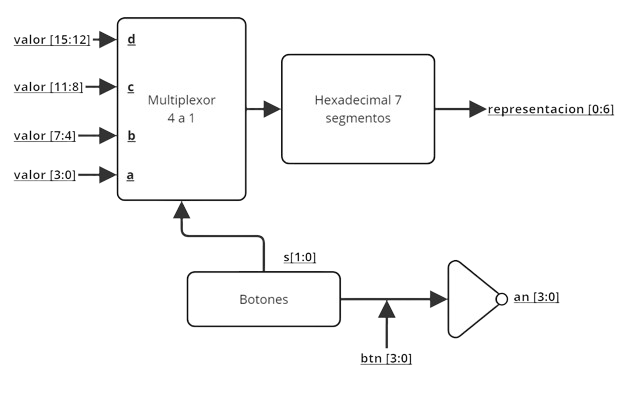 valor [15:12]
d
valor [11:8]
c
Multiplexor
4 a 1
Hexadecimal 7
segmentos
representacion [0:6]
valor [7:4]
b
valor [3:0]
a
s[1:0]
Botones
an [3:0]
btn [3:0]